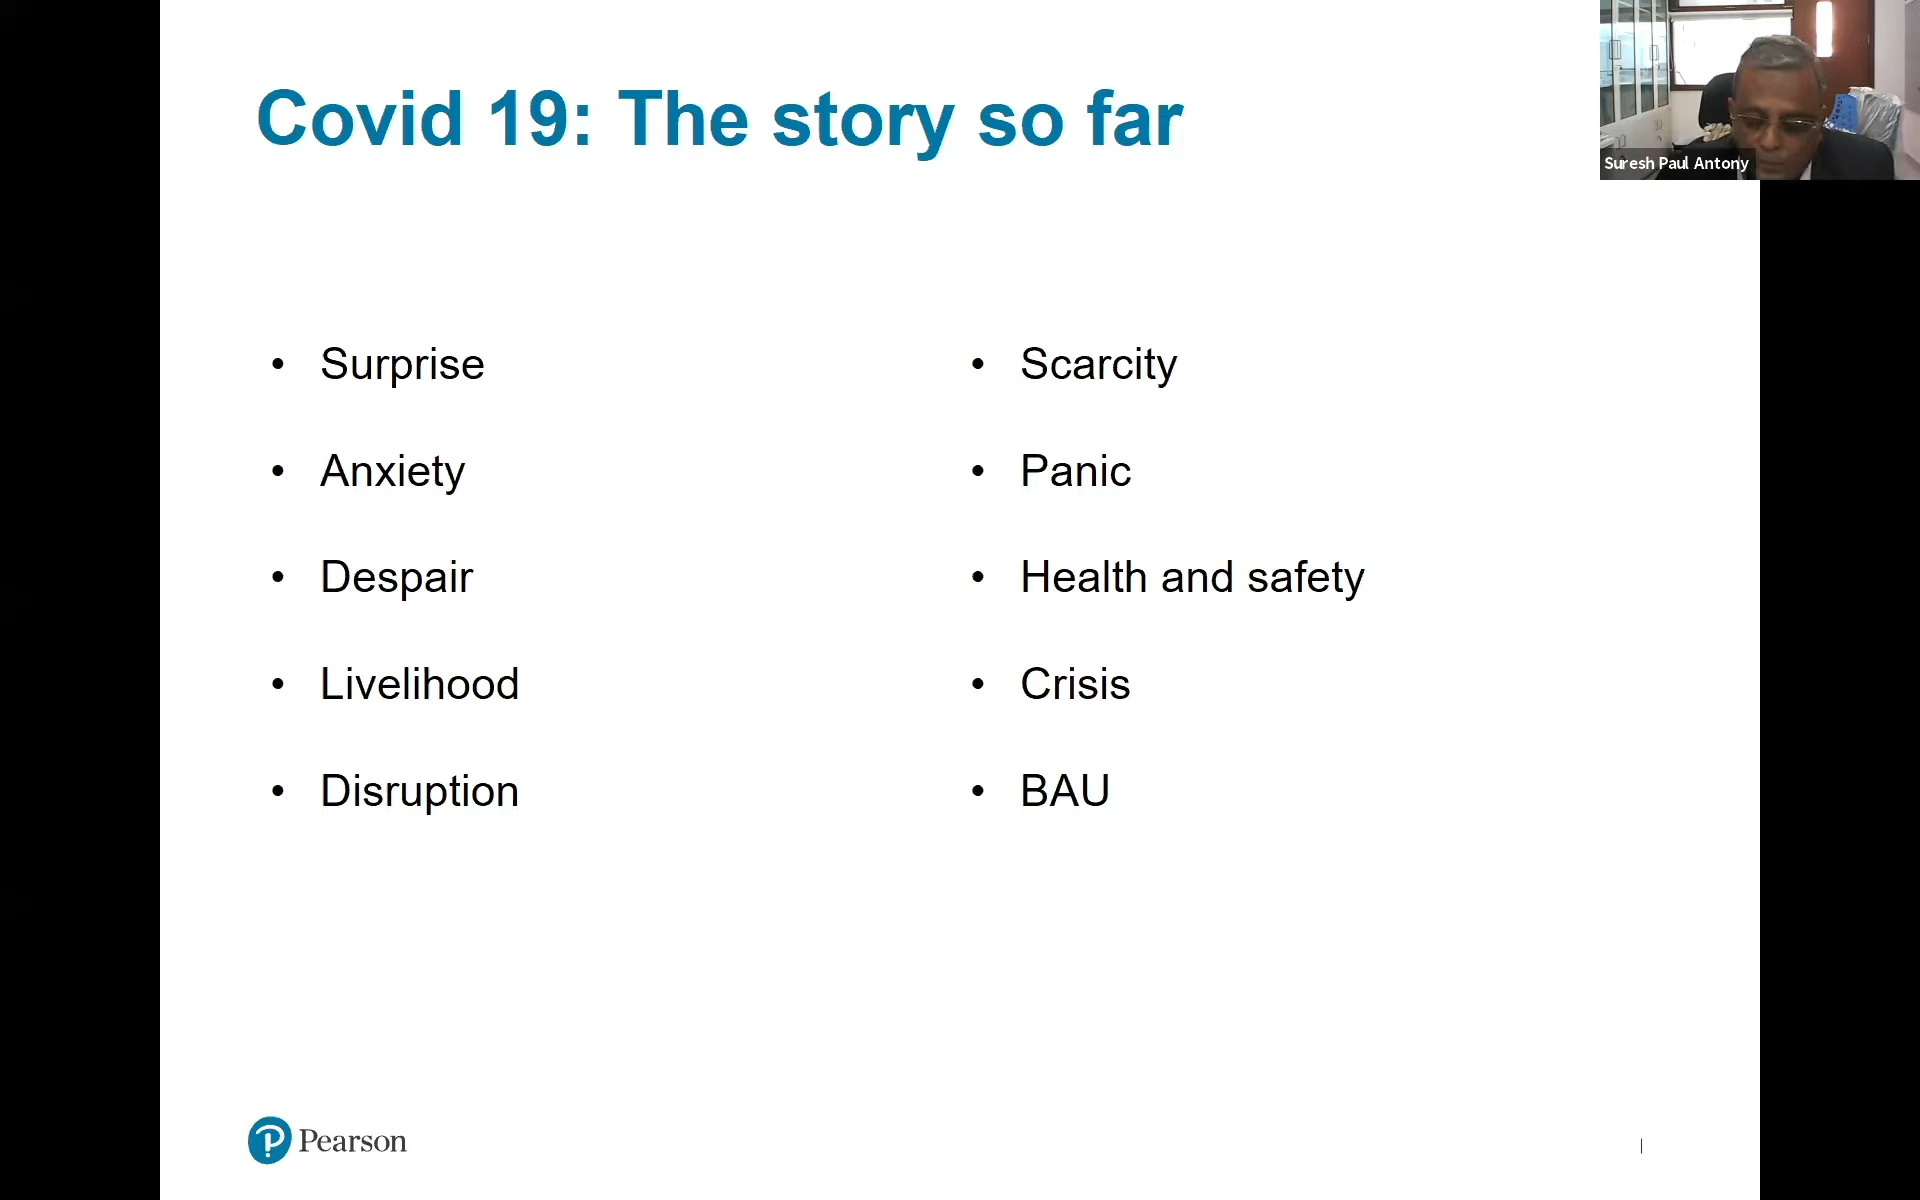 Covid 19: The story so far
Suresh Paul Antony
• Surprise
• Anxiety
• Despair
• Livelihood
• Disruption
• Scarcity
• Panic
• Health and safety
• Crisis
• BAU
Pearson